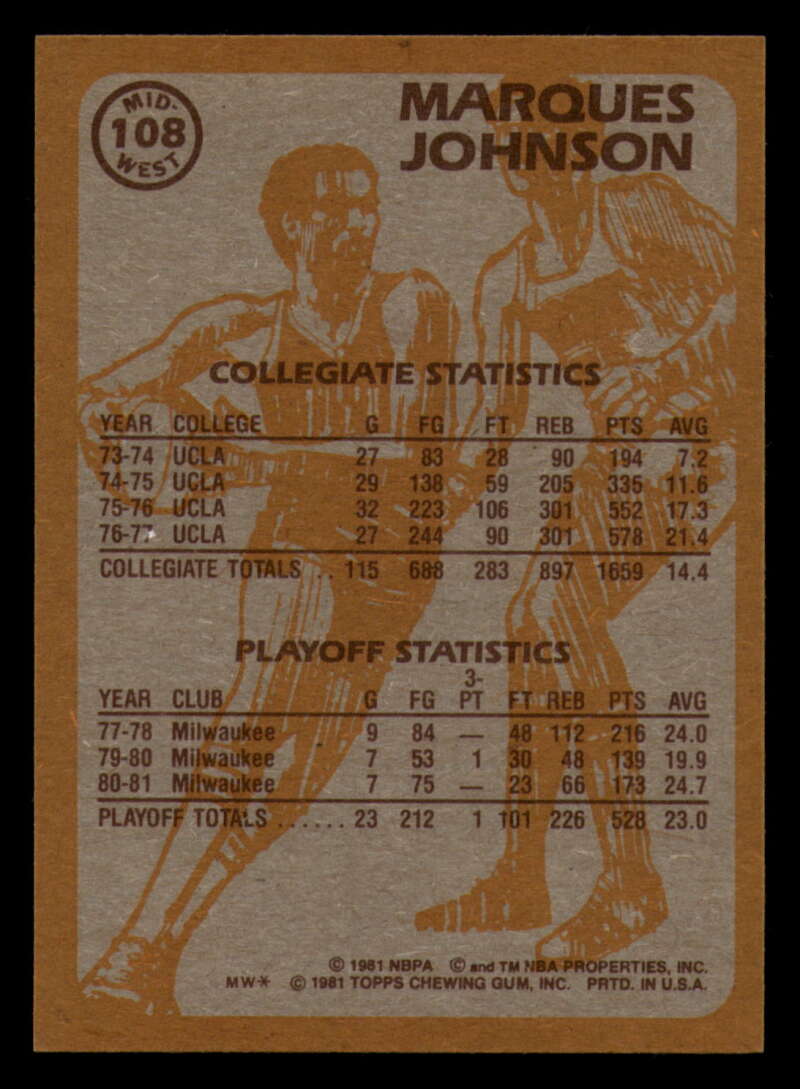 MID-
108
WEST
MARQUES
JOHNSON
COLLEGIATE STATISTICS
YEAR COLLEGE G FG FT REB PTS AVG
73-74 UCLA 27 83 28 90 194 7.2
74-75 UCLA 29 138 59 205 335 11.6
75-76 UCLA 32 223 106 301 552 17.3
76-77 UCLA 27 244 90 301 578 21.4
COLLEGIATE TOTALS .. 115 688 283 897 1659 14.4
PLAYOFF STATISTICS
3-
YEAR CLUB G FG PT FT REB PTS AVG
77-78 Milwaukee 9 84 — 48 112 216 24.0
79-80 Milwaukee 7 53 1 30 48 139 19.9
80-81 Milwaukee 7 75 — 23 66 173 24.7
PLAYOFF TOTALS ...... 23 212 1 101 226 528 23.0
© 1981 NBPA © and TM NBA PROPERTIES, INC.
MW* © 1981 TOPPS CHEWING GUM, INC. PRTD. IN U.S.A.